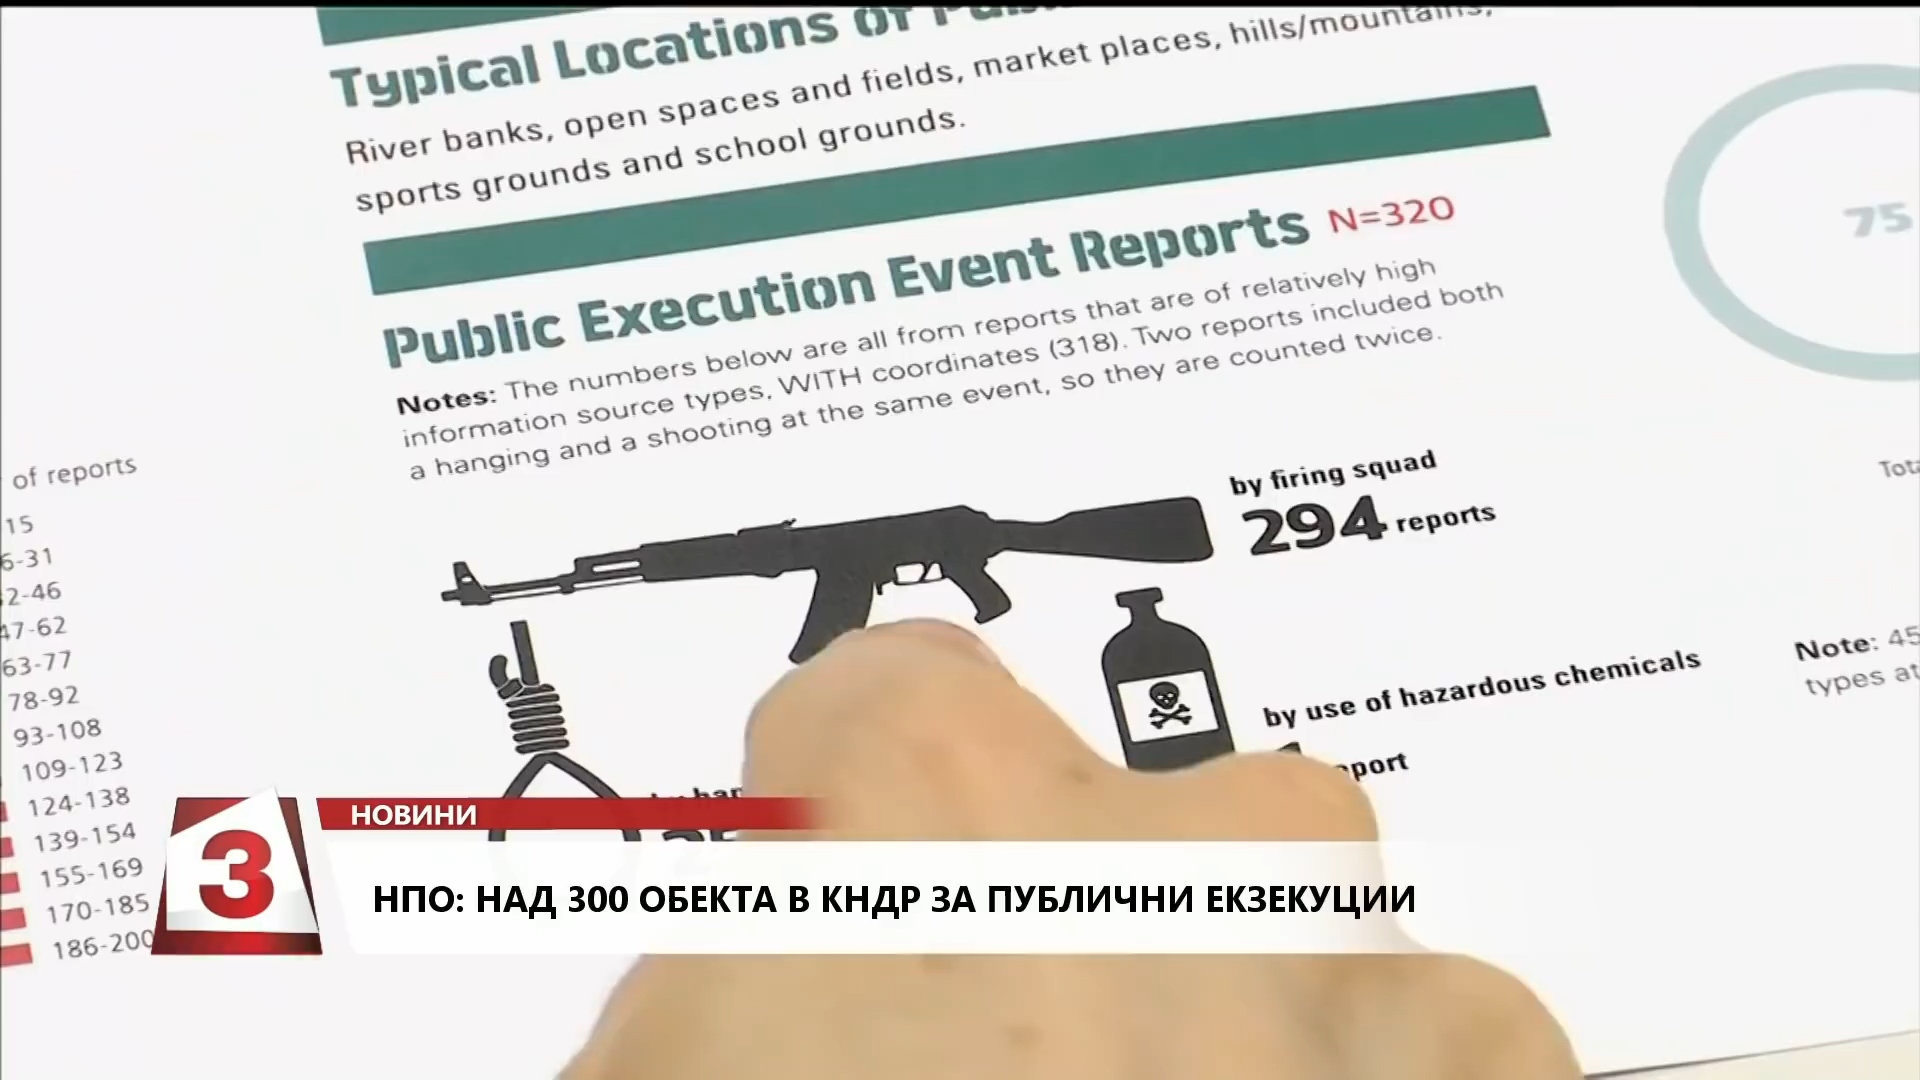 Typical Locations of
River banks, open spaces and fields, market places, hills/mountains,
sports grounds and school grounds.
Public Execution Event Reports N=320
Notes: The numbers below are all from reports that are of relatively high
information source types, WITH coordinates (318). Two reports included both
a hanging and a shooting at the same event, so they are counted twice.
by firing squad
294 reports
by use of hazardous chemicals
of reports
15
6-31
2-46
47-62
63-77
78-92
93-108
109-123
124-138
139-154
155-169
170-185
186-200
75
Note: 45
types at
3
НОВИНИ
НПО: НАД 300 ОБЕКТА В КНДР ЗА ПУБЛИЧНИ ЕКЗЕКУЦИИ